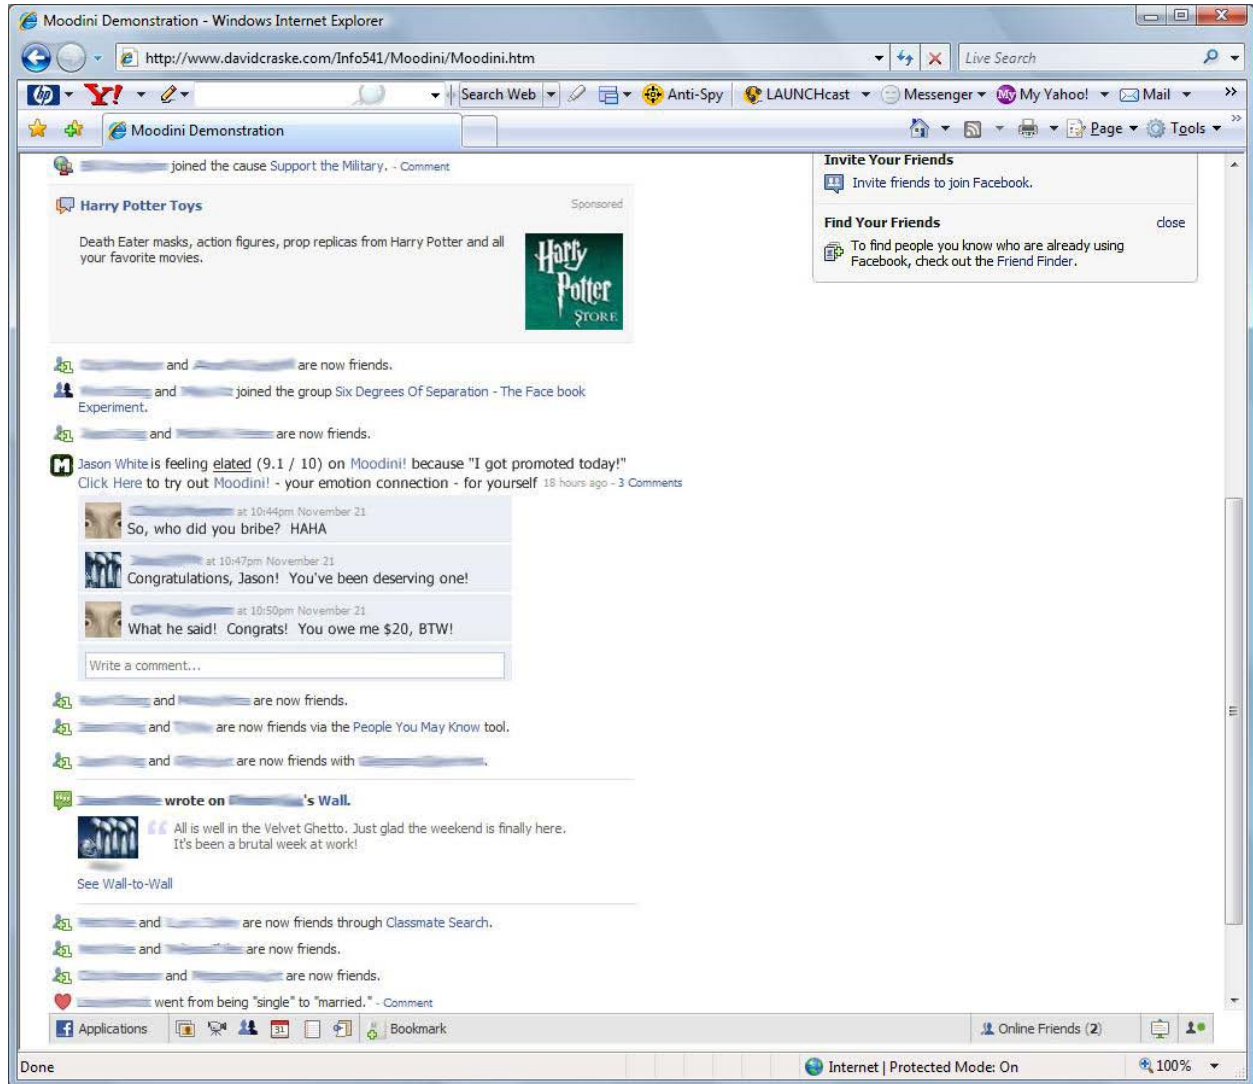 Moodini Demonstration - Windows Internet Explorer
http://www.davidcraske.com/Info541/Moodini/Moodini.htm
Live Search
hp
Y!
Search Web
Anti-Spy
LAUNCHcast
Messenger
My My Yahoo!
Mail
Moodini Demonstration
Page
Tools
joined the cause Support the Military. - Comment
Harry Potter Toys
Sponsored
Death Eater masks, action figures, prop replicas from Harry Potter and all
your favorite movies.
Harry
Potter
STORE
and are now friends.
and joined the group Six Degrees Of Separation - The Face book
Experiment.
and are now friends.
Jason White is feeling elated (9.1 / 10) on Moodini! because "I got promoted today!"
Click Here to try out Moodini! - your emotion connection - for yourself 18 hours ago - 3 Comments
at 10:44pm November 21
So, who did you bribe? HAHA
at 10:47pm November 21
Congratulations, Jason! You've been deserving one!
at 10:50pm November 21
What he said! Congrats! You owe me $20, BTW!
Write a comment...
and are now friends.
and are now friends via the People You May Know tool.
and are now friends with .
wrote on 's Wall.
All is well in the Velvet Ghetto. Just glad the weekend is finally here.
It's been a brutal week at work!
See Wall-to-Wall
and are now friends through Classmate Search.
and are now friends.
and are now friends.
went from being "single" to "married." - Comment
Invite Your Friends
Invite friends to join Facebook.
Find Your Friends
close
To find people you know who are already using
Facebook, check out the Friend Finder.
Applications
31
Bookmark
Online Friends (2)
Done
Internet | Protected Mode: On
100%